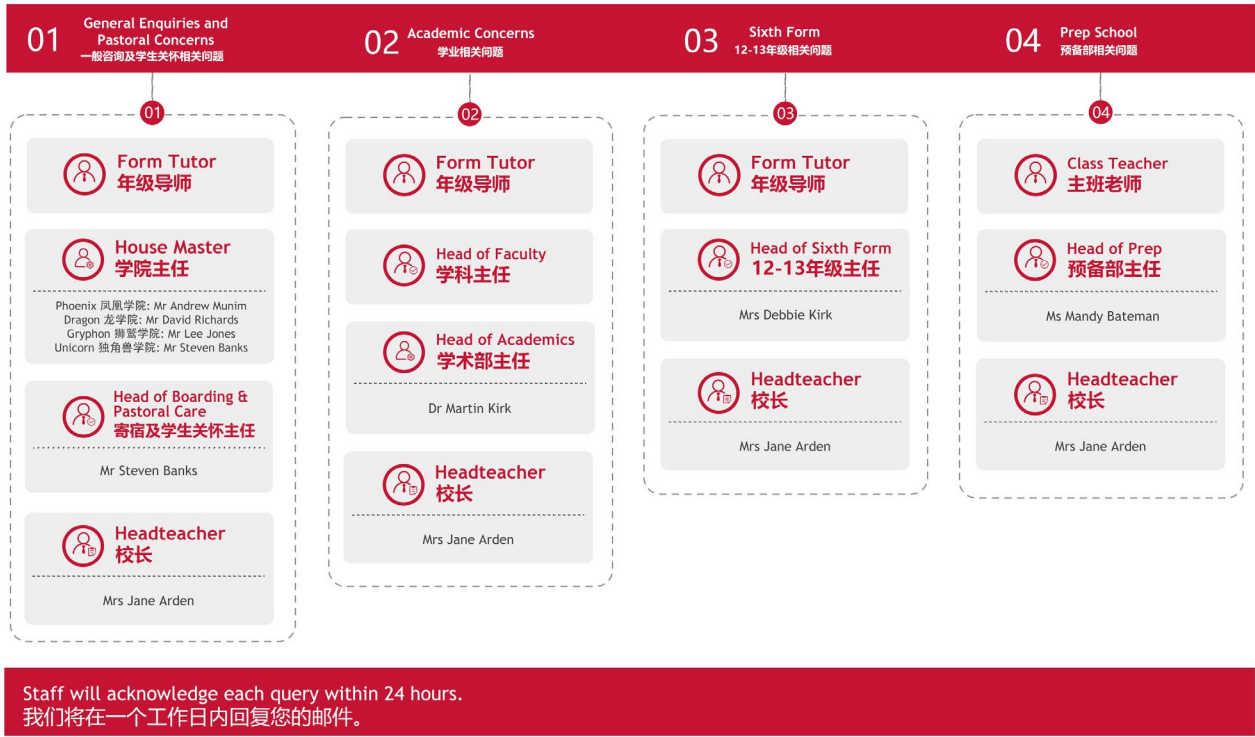 01
General Enquiries and
Pastoral Concerns
一般咨询及学生关怀相关问题
02
Academic Concerns
学业相关问题
03
Sixth Form
12-13年级相关问题
04
Prep School
预备部相关问题
01
Form Tutor
年级导师
House Master
学院主任
Phoenix 凤凰学院: Mr Andrew Munim
Dragon 龙学院: Mr David Richards
Gryphon 狮鹫学院: Mr Lee Jones
Unicorn 独角兽学院: Mr Steven Banks
Head of Boarding &
Pastoral Care
寄宿及学生关怀主任
Mr Steven Banks
Headteacher
校长
Mrs Jane Arden
02
Form Tutor
年级导师
Head of Faculty
学科主任
Head of Academics
学术部主任
Dr Martin Kirk
Headteacher
校长
Mrs Jane Arden
03
Form Tutor
年级导师
Head of Sixth Form
12-13年级主任
Mrs Debbie Kirk
Headteacher
校长
Mrs Jane Arden
04
Class Teacher
主班老师
Head of Prep
预备部主任
Ms Mandy Bateman
Headteacher
校长
Mrs Jane Arden
Staff will acknowledge each query within 24 hours.
我们将在一个工作日内回复您的邮件。